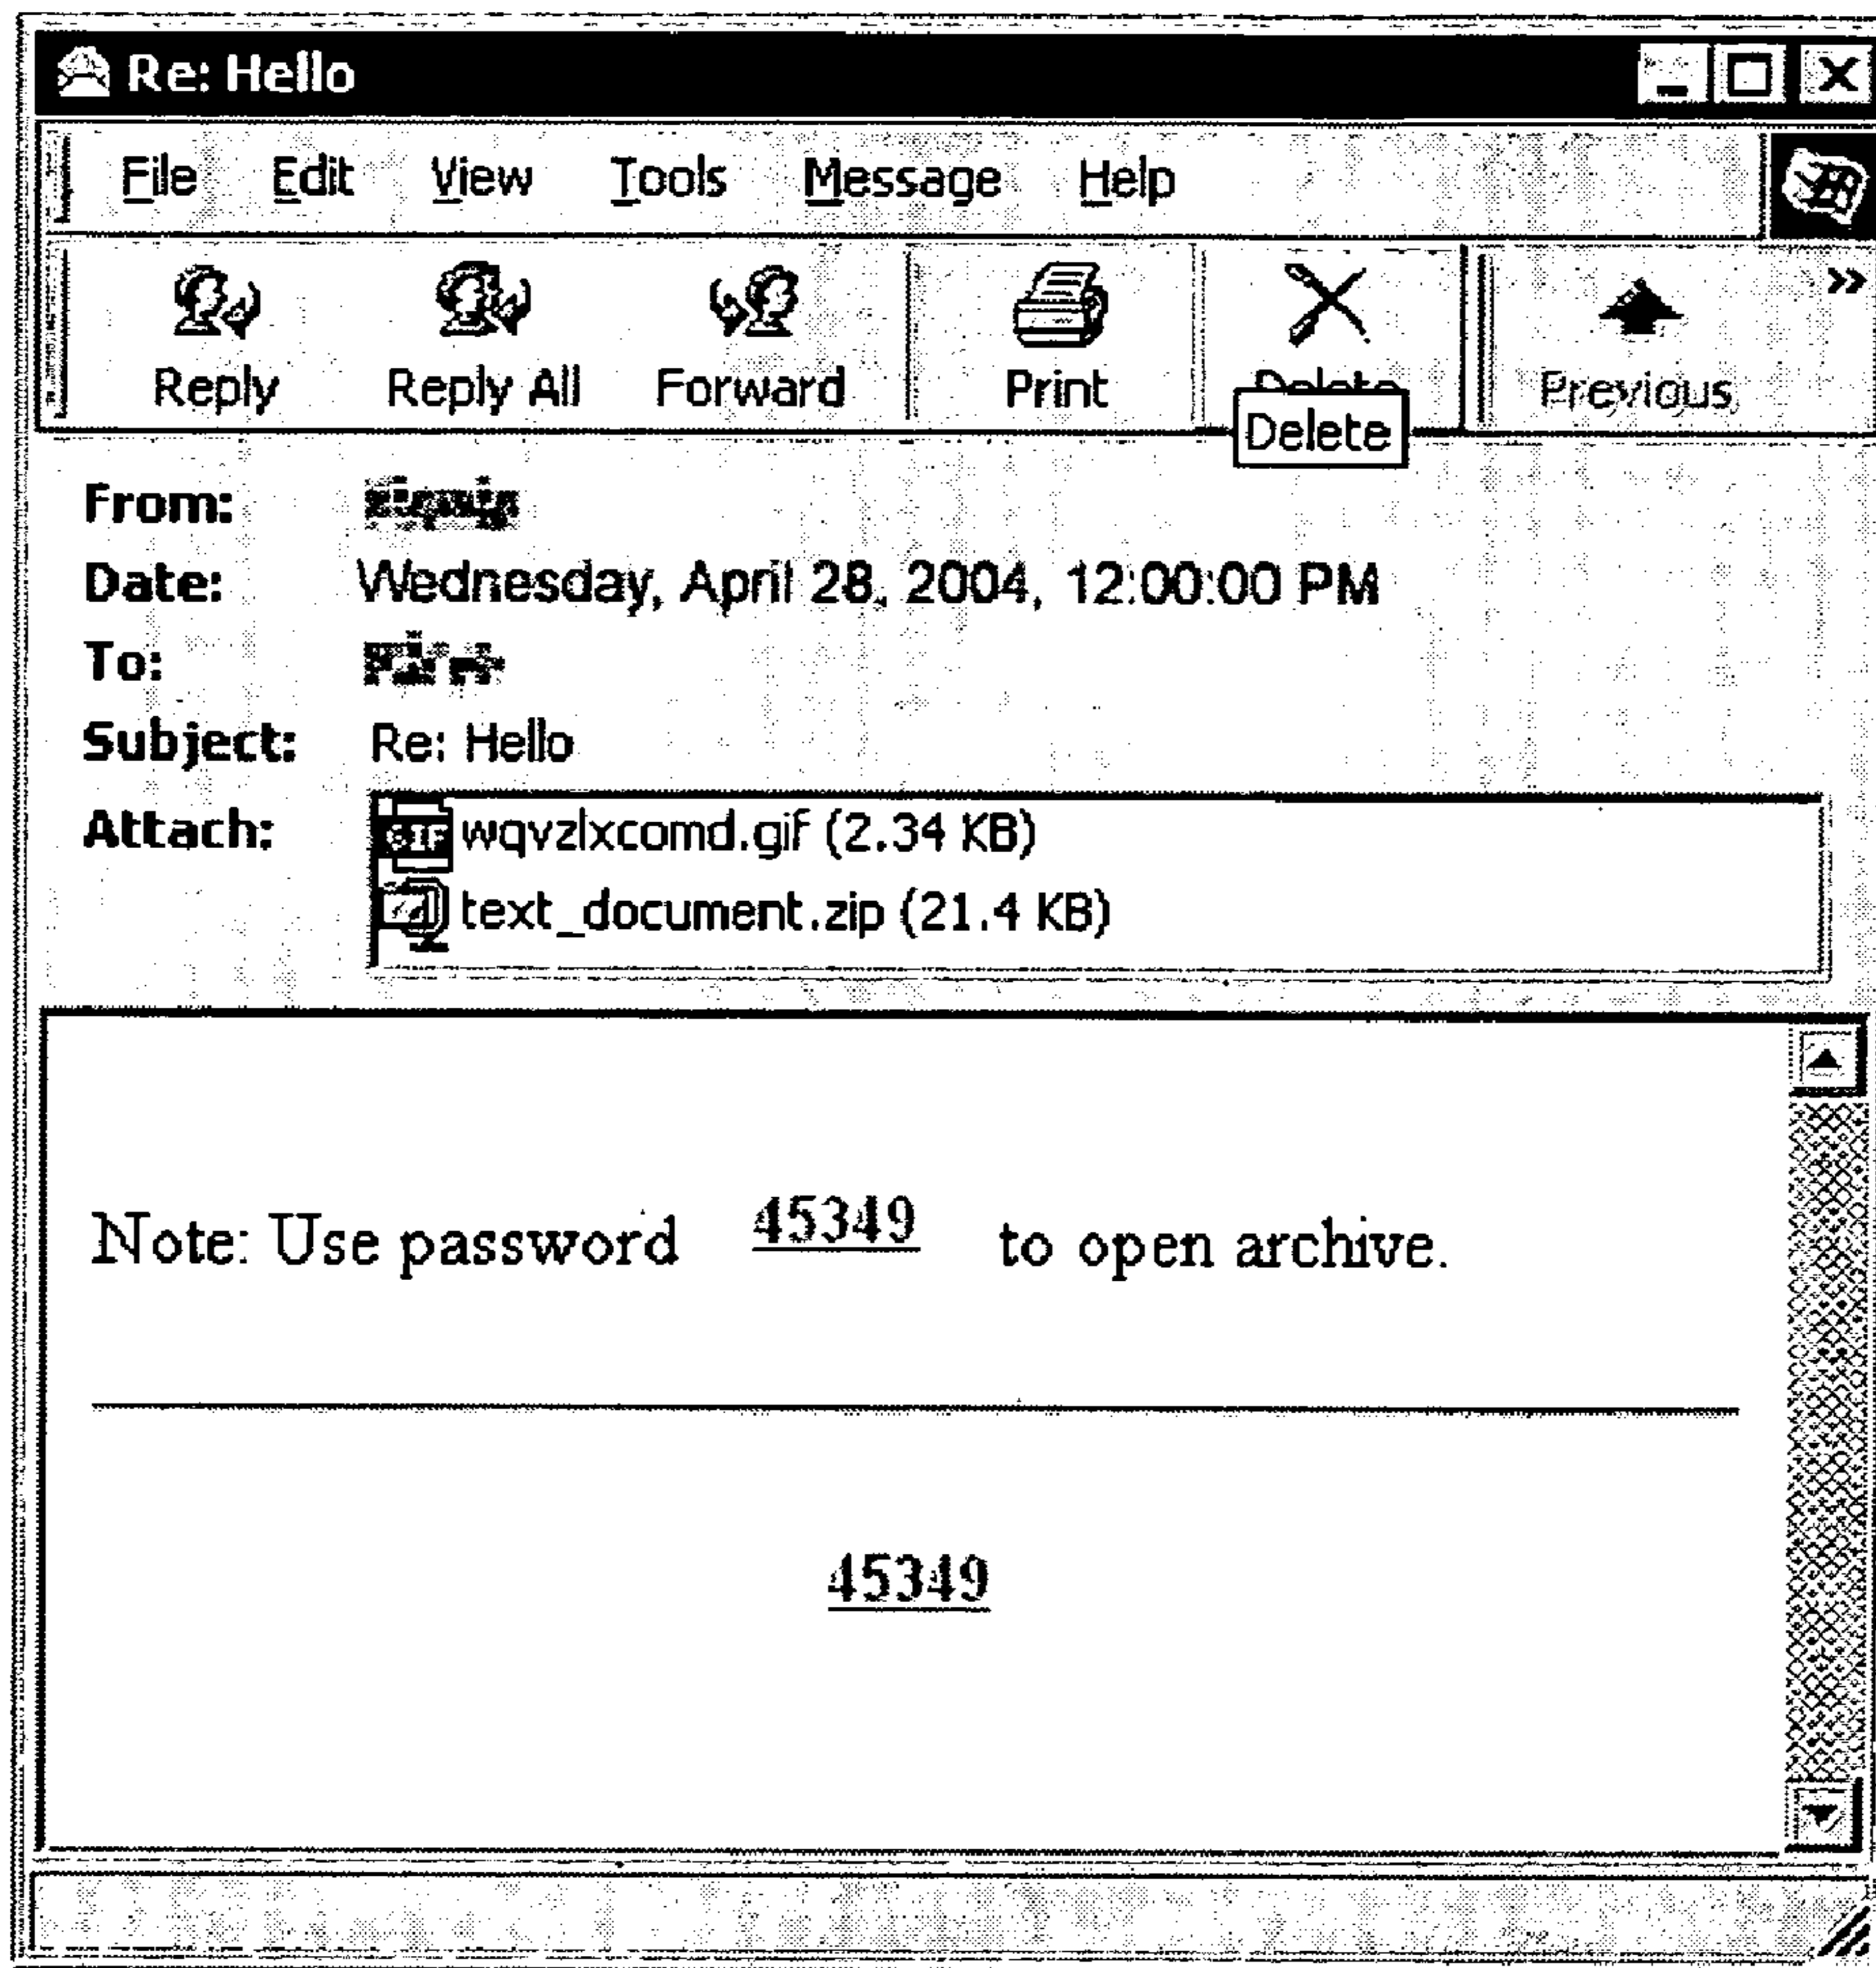 Re: Hello
File Edit View Tools Message Help
Reply Reply All Forward Print Delete Previous »
Delete
From:
Date: Wednesday, April 28, 2004, 12:00:00 PM
To:
Subject: Re: Hello
Attach: GIF wqvzlxcomd.gif (2.34 KB)
text_document.zip (21.4 KB)
Note: Use password 45349 to open archive.
45349